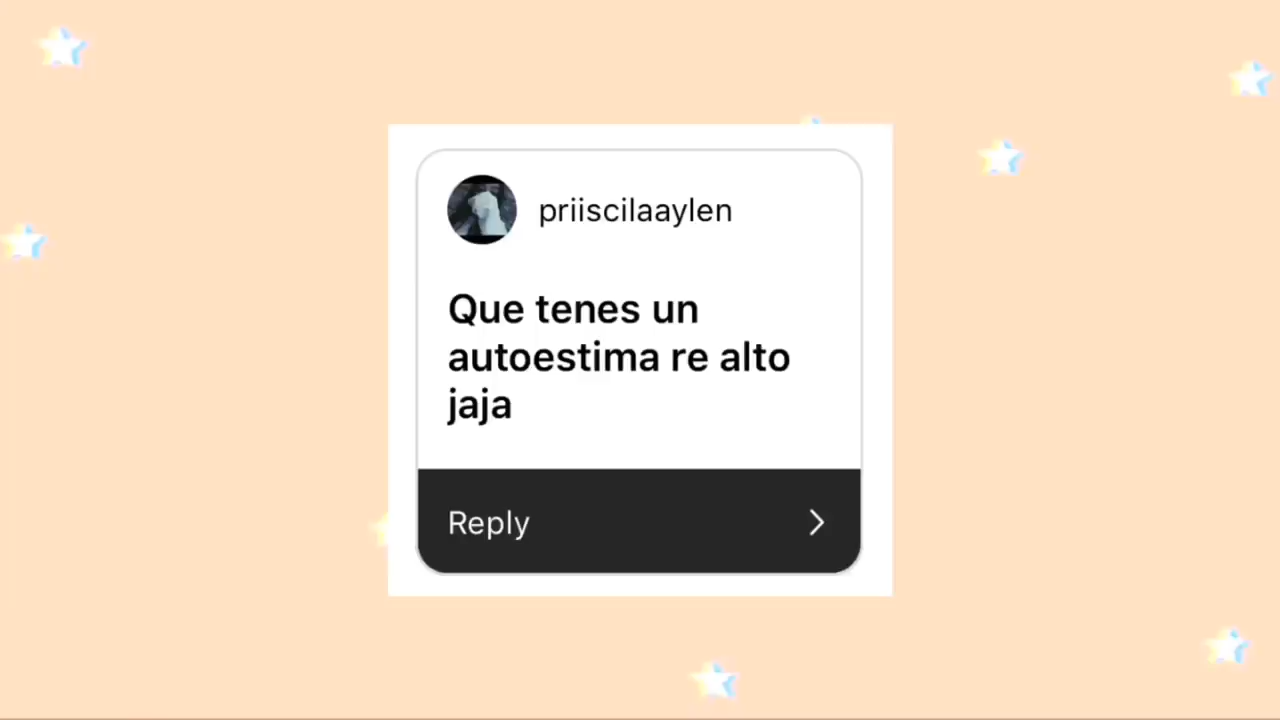 priiscilaaylen
Que tenes un
autoestima re alto
jaja
Reply